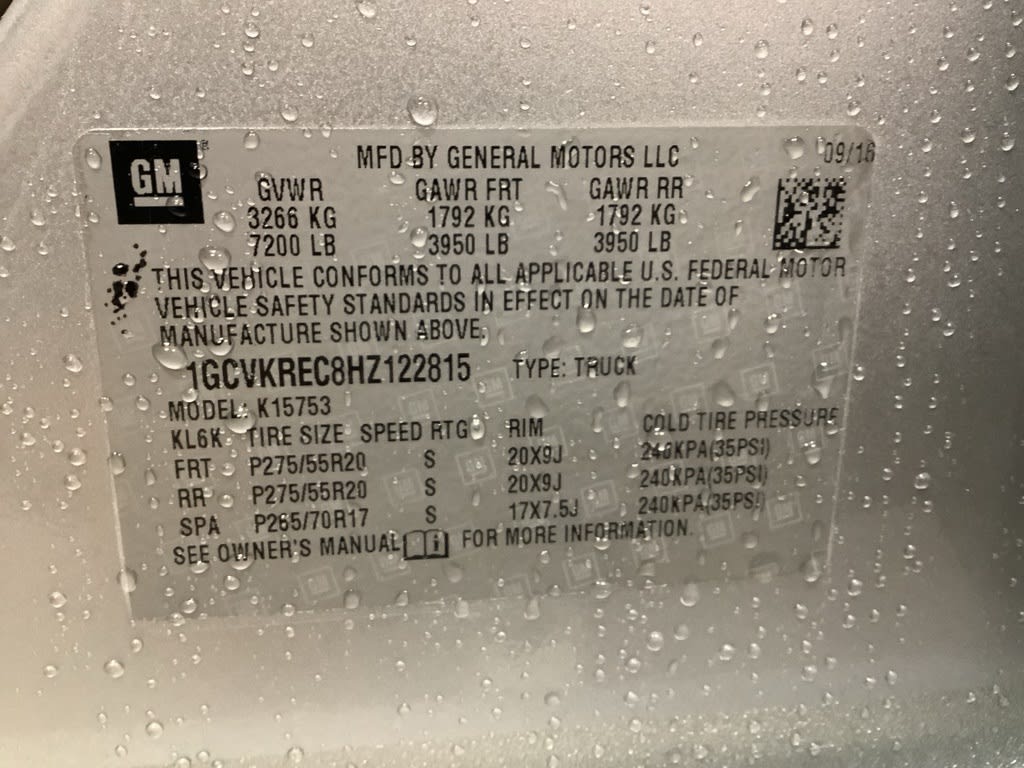 GM®
MFD BY GENERAL MOTORS LLC 09/16
GVWR GAWR FRT GAWR RR
3266 KG 1792 KG 1792 KG
7200 LB 3950 LB 3950 LB
THIS VEHICLE CONFORMS TO ALL APPLICABLE U.S. FEDERAL MOTOR
VEHICLE SAFETY STANDARDS IN EFFECT ON THE DATE OF
MANUFACTURE SHOWN ABOVE.
1GCVKREC8HZ122815 TYPE: TRUCK
MODEL: K15753
KL6K TIRE SIZE SPEED RTG RIM COLD TIRE PRESSURE
FRT P275/55R20 S 20X9J 240KPA(35PSI)
RR P275/55R20 S 20X9J 240KPA(35PSI)
SPA P265/70R17 S 17X7.5J 240KPA(35PSI)
SEE OWNER'S MANUAL i FOR MORE INFORMATION.